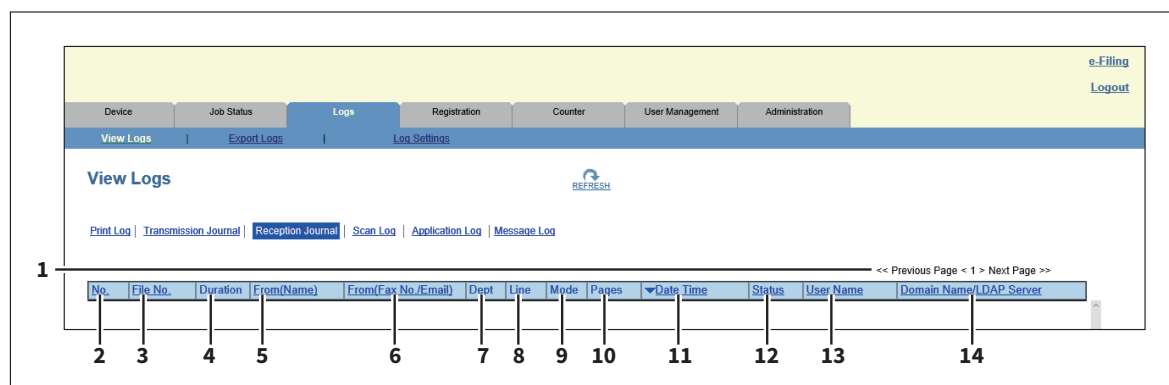 e-Filing
Logout
Device Job Status Logs Registration Counter User Management Administration
View Logs | Export Logs | Log Settings
View Logs
REFRESH
Print Log | Transmission Journal | Reception Journal | Scan Log | Application Log | Message Log
1
<< Previous Page < 1 > Next Page >>
No. File No. Duration From(Name) From(Fax No./Email) Dept Line Mode Pages ▼Date Time Status User Name Domain Name/LDAP Server
2 3 4 5 6 7 8 9 10 11 12 13 14